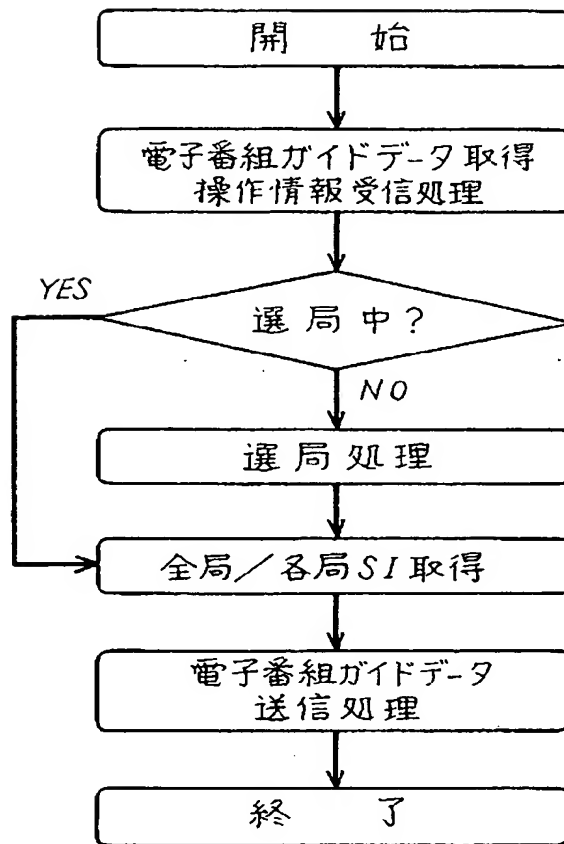 開始
電子番組ガイドデータ取得
操作情報受信処理
YES
選局中?
NO
選局処理
全局/各局SI取得
電子番組ガイドデータ
送信処理
終了